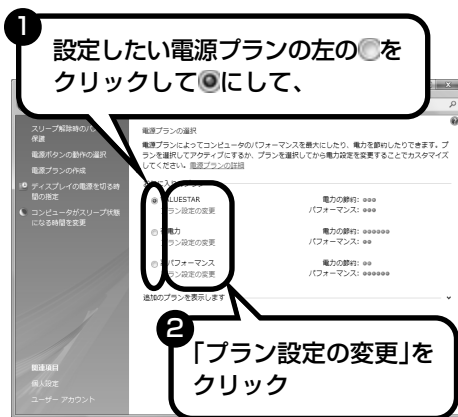 1
設定したい電源プランの左の◯を
クリックして◉にして、
スリープ解除時のパ
保護
電源ボタンの動作の選択
電源プランの作成
ディスプレイの電源を切る時
間の指定
コンピュータがスリープ状態
になる時間を変更
関連項目
個人設定
ユーザー アカウント
電源プランの選択
電源プランによってコンピュータのパフォーマンスを最大にしたり、電力を節約したりできます。プ
ランを選択してアクティブにするか、プランを選択してから電力設定を変更することでカスタマイズ
してください。電源プランの詳細
LUESTAR
電力の節約:
プラン設定の変更
パフォーマンス:
電力
電力の節約:
プラン設定の変更
パフォーマンス:
パフォーマンス
電力の節約:
プラン設定の変更
パフォーマンス:
追加のプランを表示します
2
「プラン設定の変更」を
クリック